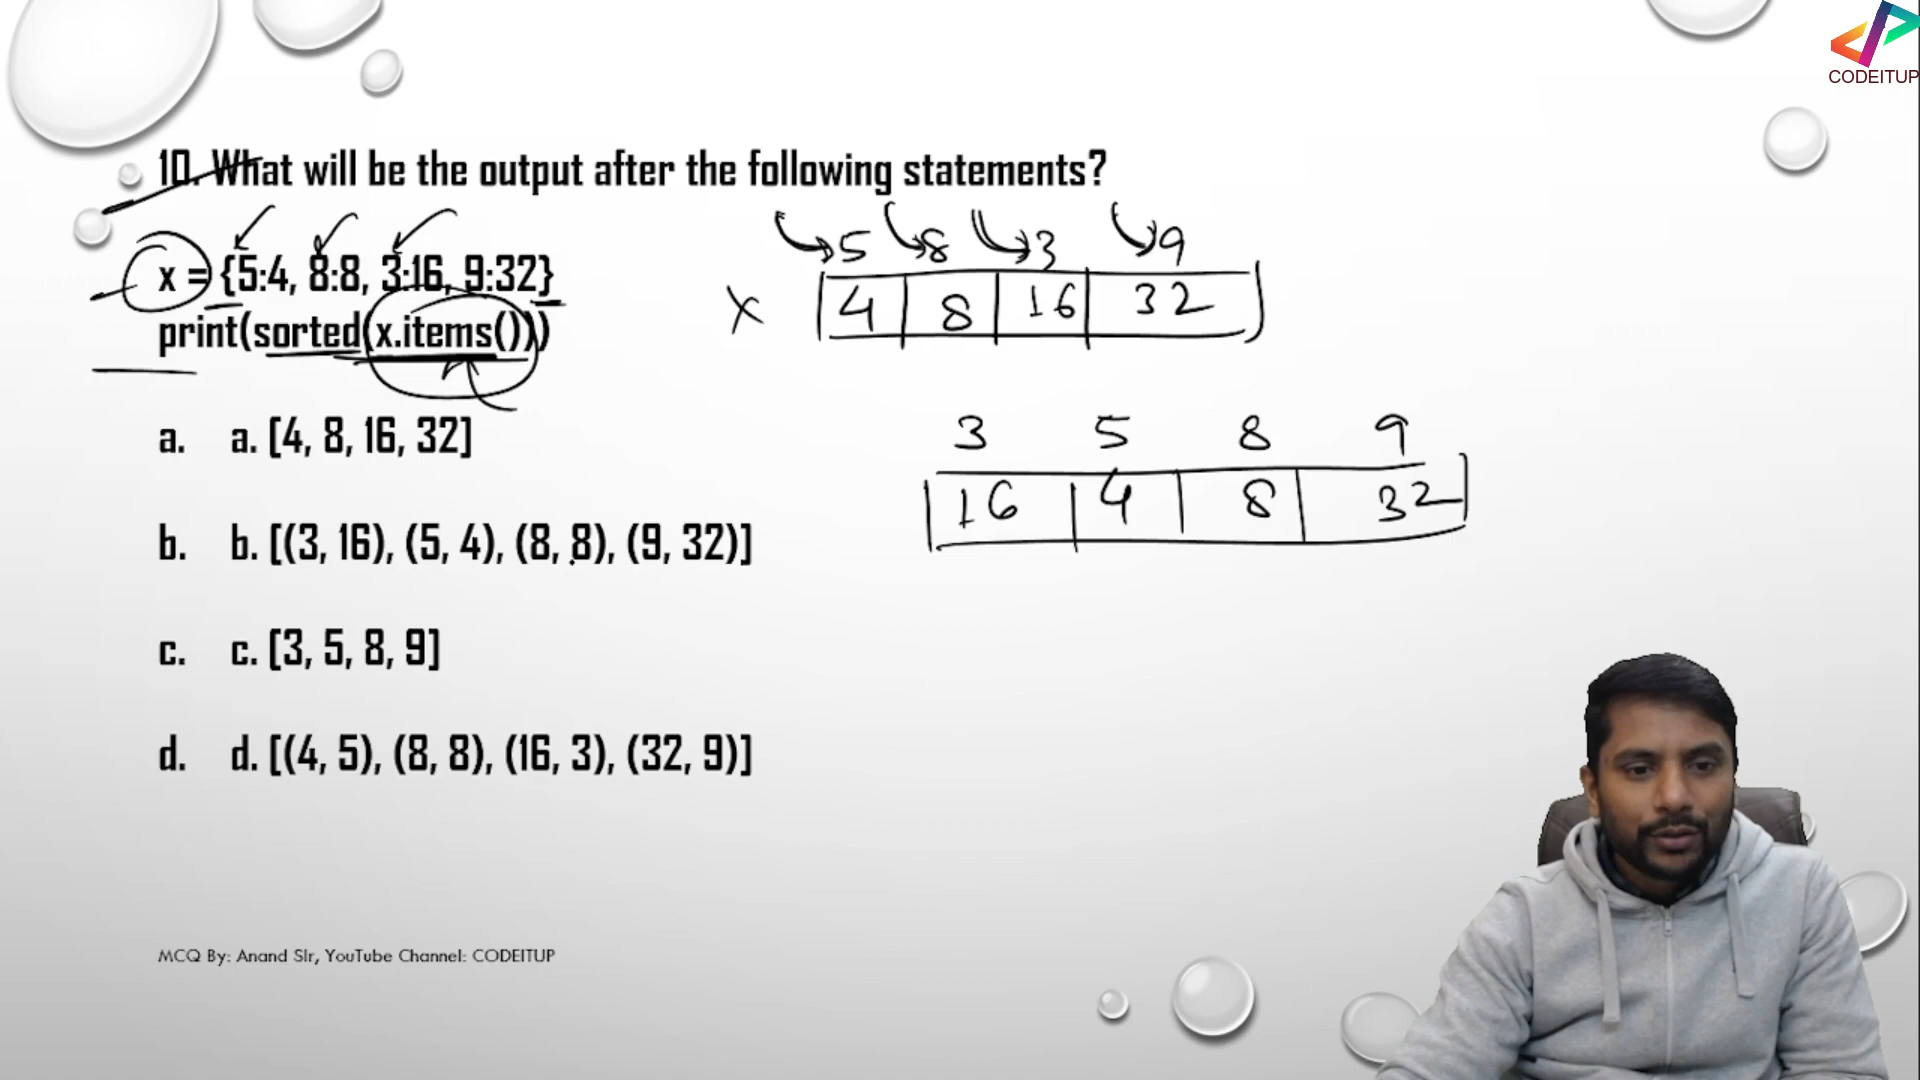 CODEITUP
10. What will be the output after the following statements?
x = {5:4, 8:8, 3:16, 9:32}
print(sorted(x.items()))
5 8 3 9
x 4 8 16 32
a. a. [4, 8, 16, 32]
3 5 8 9
16 4 8 32
b. b. [(3, 16), (5, 4), (8, 8), (9, 32)]
c. c. [3, 5, 8, 9]
d. d. [(4, 5), (8, 8), (16, 3), (32, 9)]
MCQ By: Anand SIr, YouTube Channel: CODEITUP